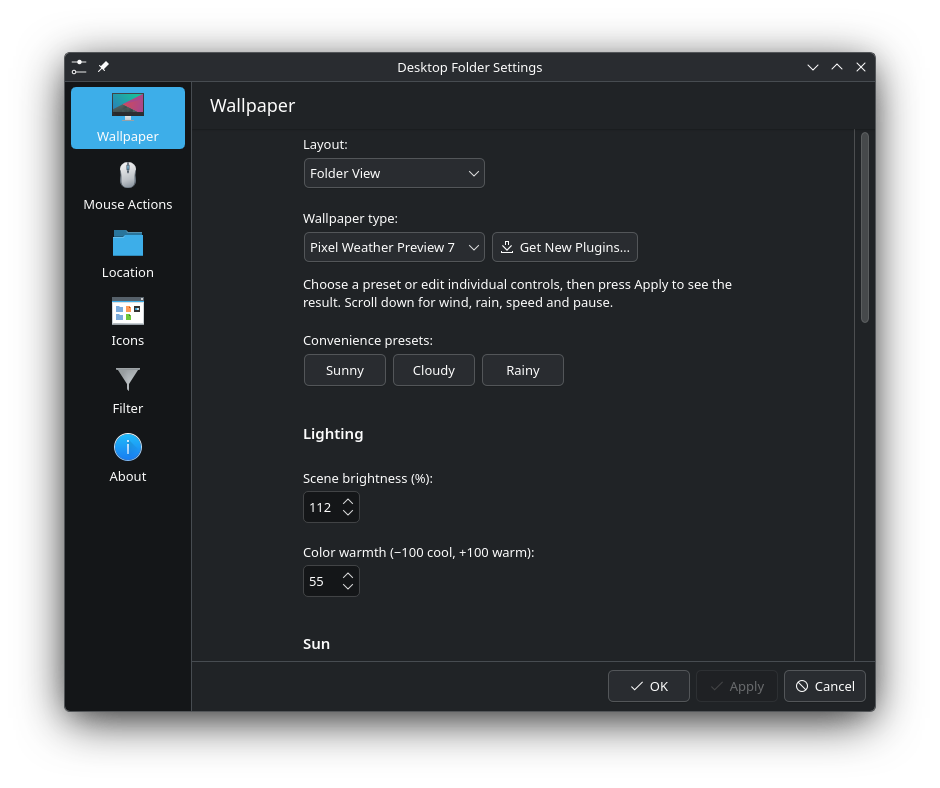 Desktop Folder Settings
Wallpaper
Mouse Actions
Location
Icons
Filter
About
Wallpaper
Layout:
Folder View
Wallpaper type:
Pixel Weather Preview 7
Get New Plugins...
Choose a preset or edit individual controls, then press Apply to see the
result. Scroll down for wind, rain, speed and pause.
Convenience presets:
Sunny
Cloudy
Rainy
Lighting
Scene brightness (%):
112
Color warmth (−100 cool, +100 warm):
55
Sun
OK
Apply
Cancel